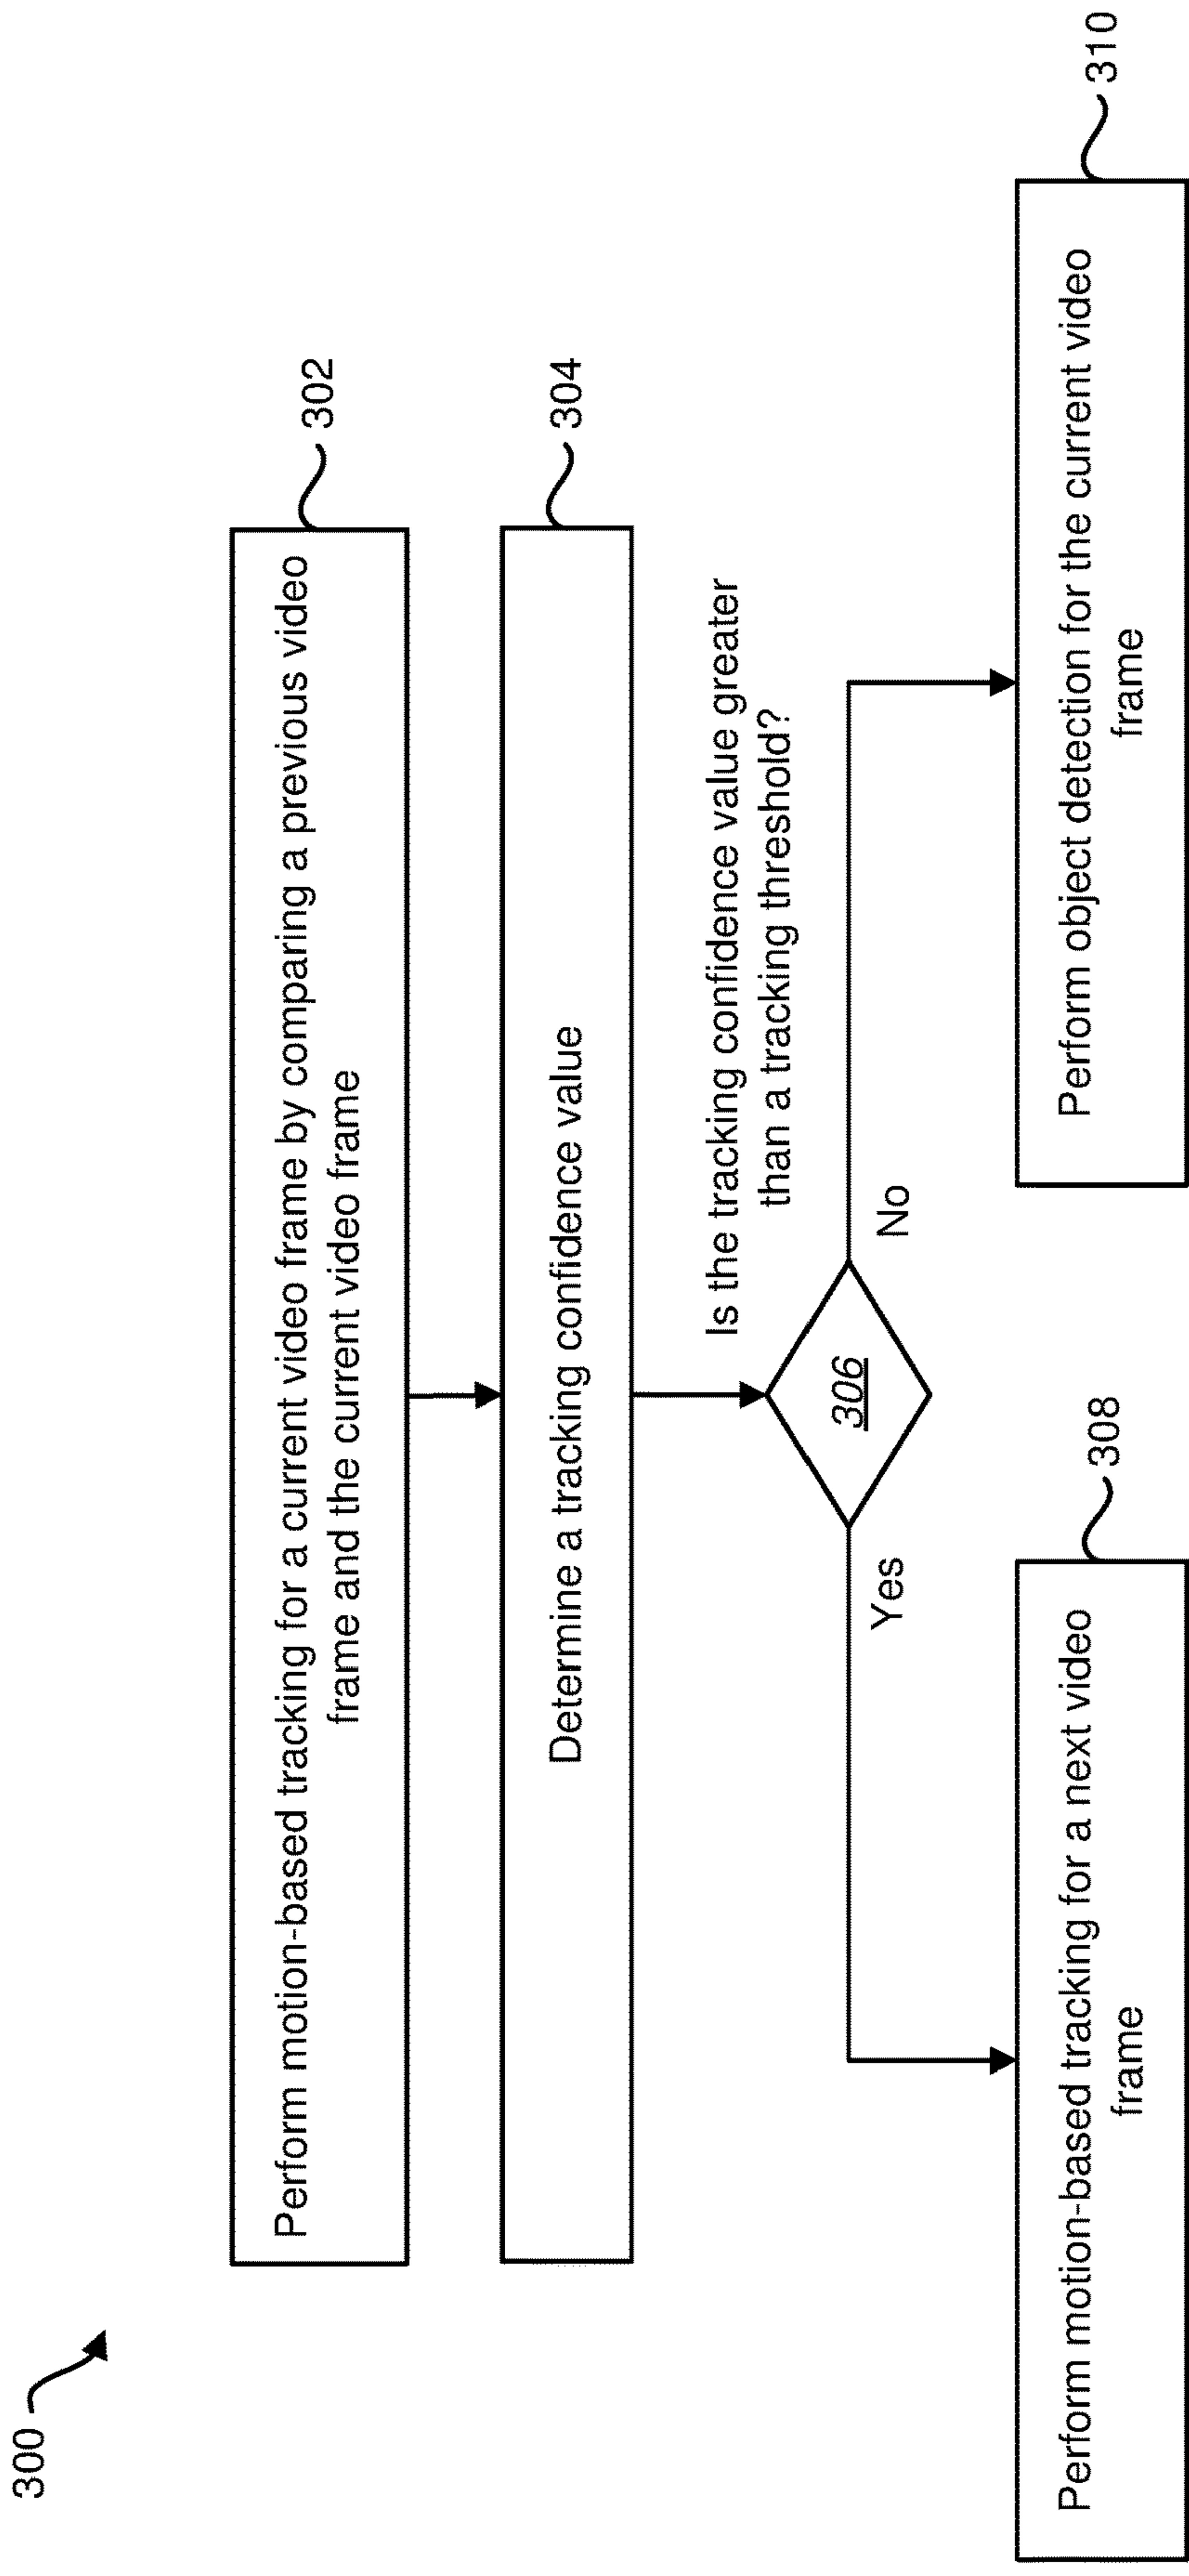 300
Perform motion-based tracking for a current video frame by comparing a previous video
frame and the current video frame
302
Determine a tracking confidence value
304
Is the tracking confidence value greater
than a tracking threshold?
306
Yes
No
Perform motion-based tracking for a next video
frame
308
Perform object detection for the current video
frame
310